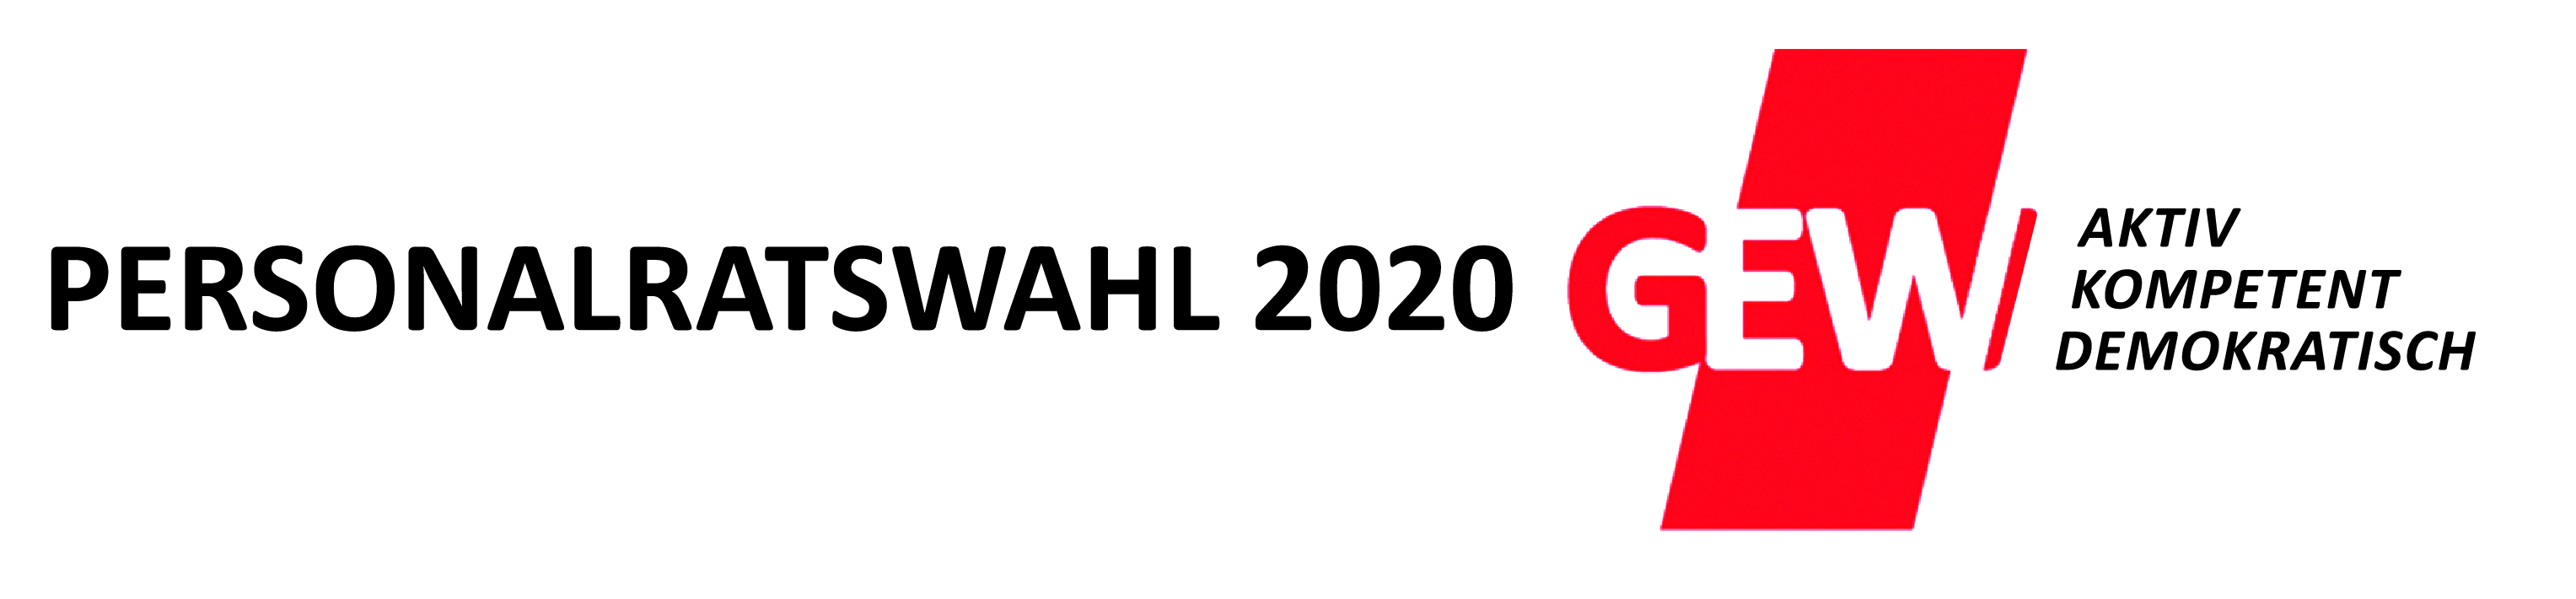 PERSONALRATSWAHL 2020
GEW
AKTIV
KOMPETENT
DEMOKRATISCH